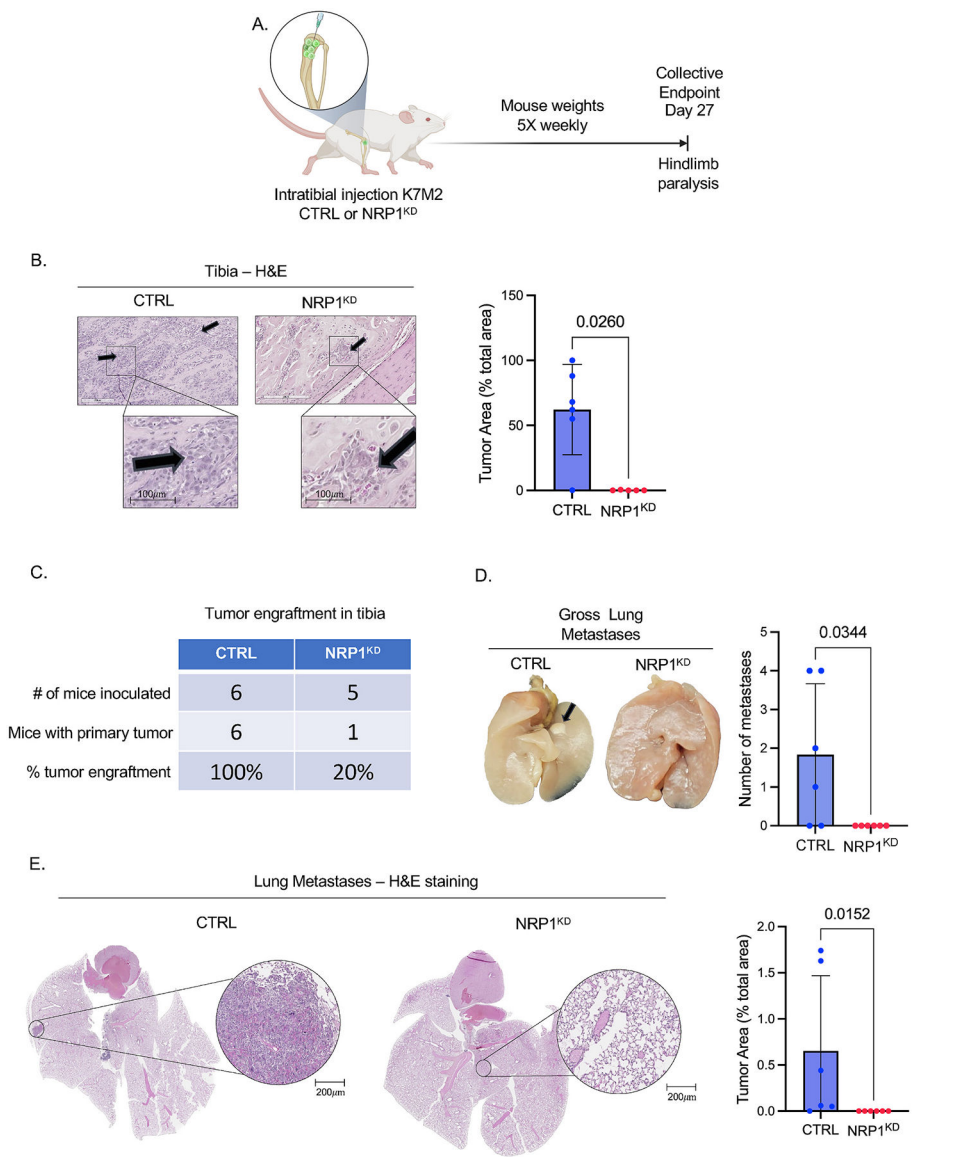 A.
Mouse weights
5X weekly
Collective
Endpoint
Day 27
Hindlimb
paralysis
Intratibial injection K7M2
CTRL or NRP1KD
B.
Tibia – H&E
CTRL
NRP1KD
100µm
100µm
Tumor Area (% total area)
150
100
50
0
0.0260
CTRL
NRP1KD
C.
Tumor engraftment in tibia
CTRL NRP1KD
# of mice inoculated 6 5
Mice with primary tumor 6 1
% tumor engraftment 100% 20%
D.
Gross Lung
Metastases
CTRL
NRP1KD
Number of metastases
5
4
3
2
1
0
0.0344
CTRL
NRP1KD
E.
Lung Metastases – H&E staining
CTRL
NRP1KD
200µm
200µm
Tumor Area (% total area)
2.0
1.5
1.0
0.5
0.0
0.0152
CTRL
NRP1KD